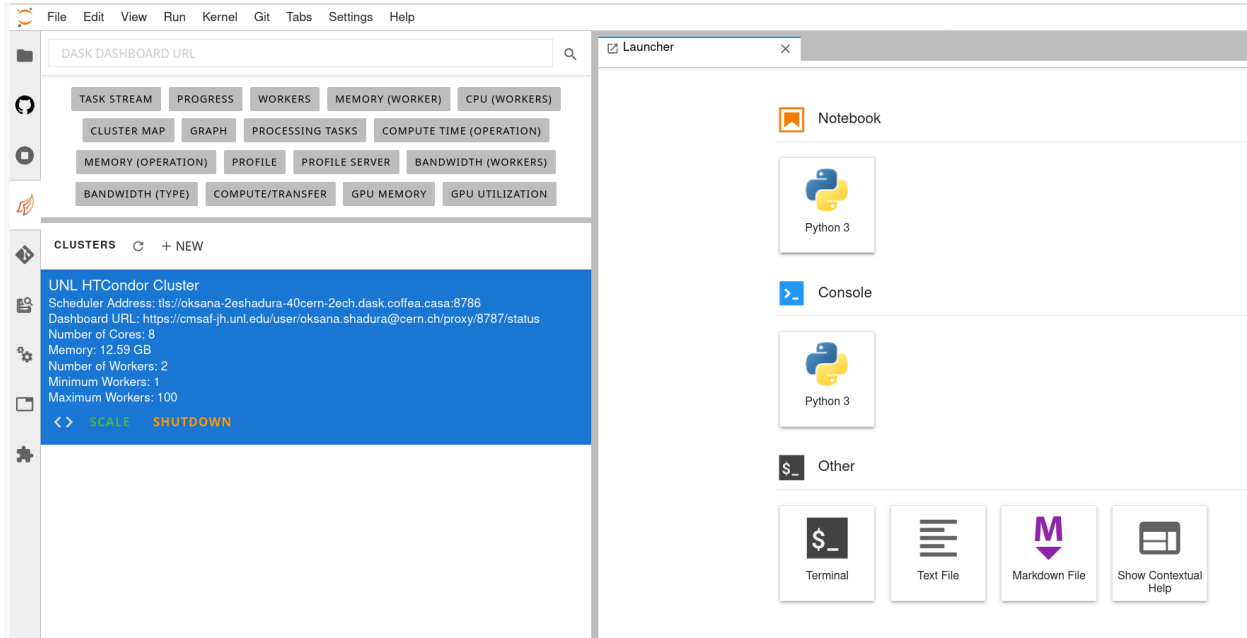 File Edit View Run Kernel Git Tabs Settings Help
DASK DASHBOARD URL
TASK STREAM PROGRESS WORKERS MEMORY (WORKER) CPU (WORKERS)
CLUSTER MAP GRAPH PROCESSING TASKS COMPUTE TIME (OPERATION)
MEMORY (OPERATION) PROFILE PROFILE SERVER BANDWIDTH (WORKERS)
BANDWIDTH (TYPE) COMPUTE/TRANSFER GPU MEMORY GPU UTILIZATION
CLUSTERS + NEW
UNL HTCondor Cluster
Scheduler Address: tls://oksana-2eshadura-40cern-2ech.dask.coffea.casa:8786
Dashboard URL: https://cmsaf-jh.unl.edu/user/oksana.shadura@cern.ch/proxy/8787/status
Number of Cores: 8
Memory: 12.59 GB
Number of Workers: 2
Minimum Workers: 1
Maximum Workers: 100
<> SCALE SHUTDOWN
Launcher
Notebook
Python 3
Console
Python 3
$_ Other
$_
M
Terminal Text File Markdown File Show Contextual
Help